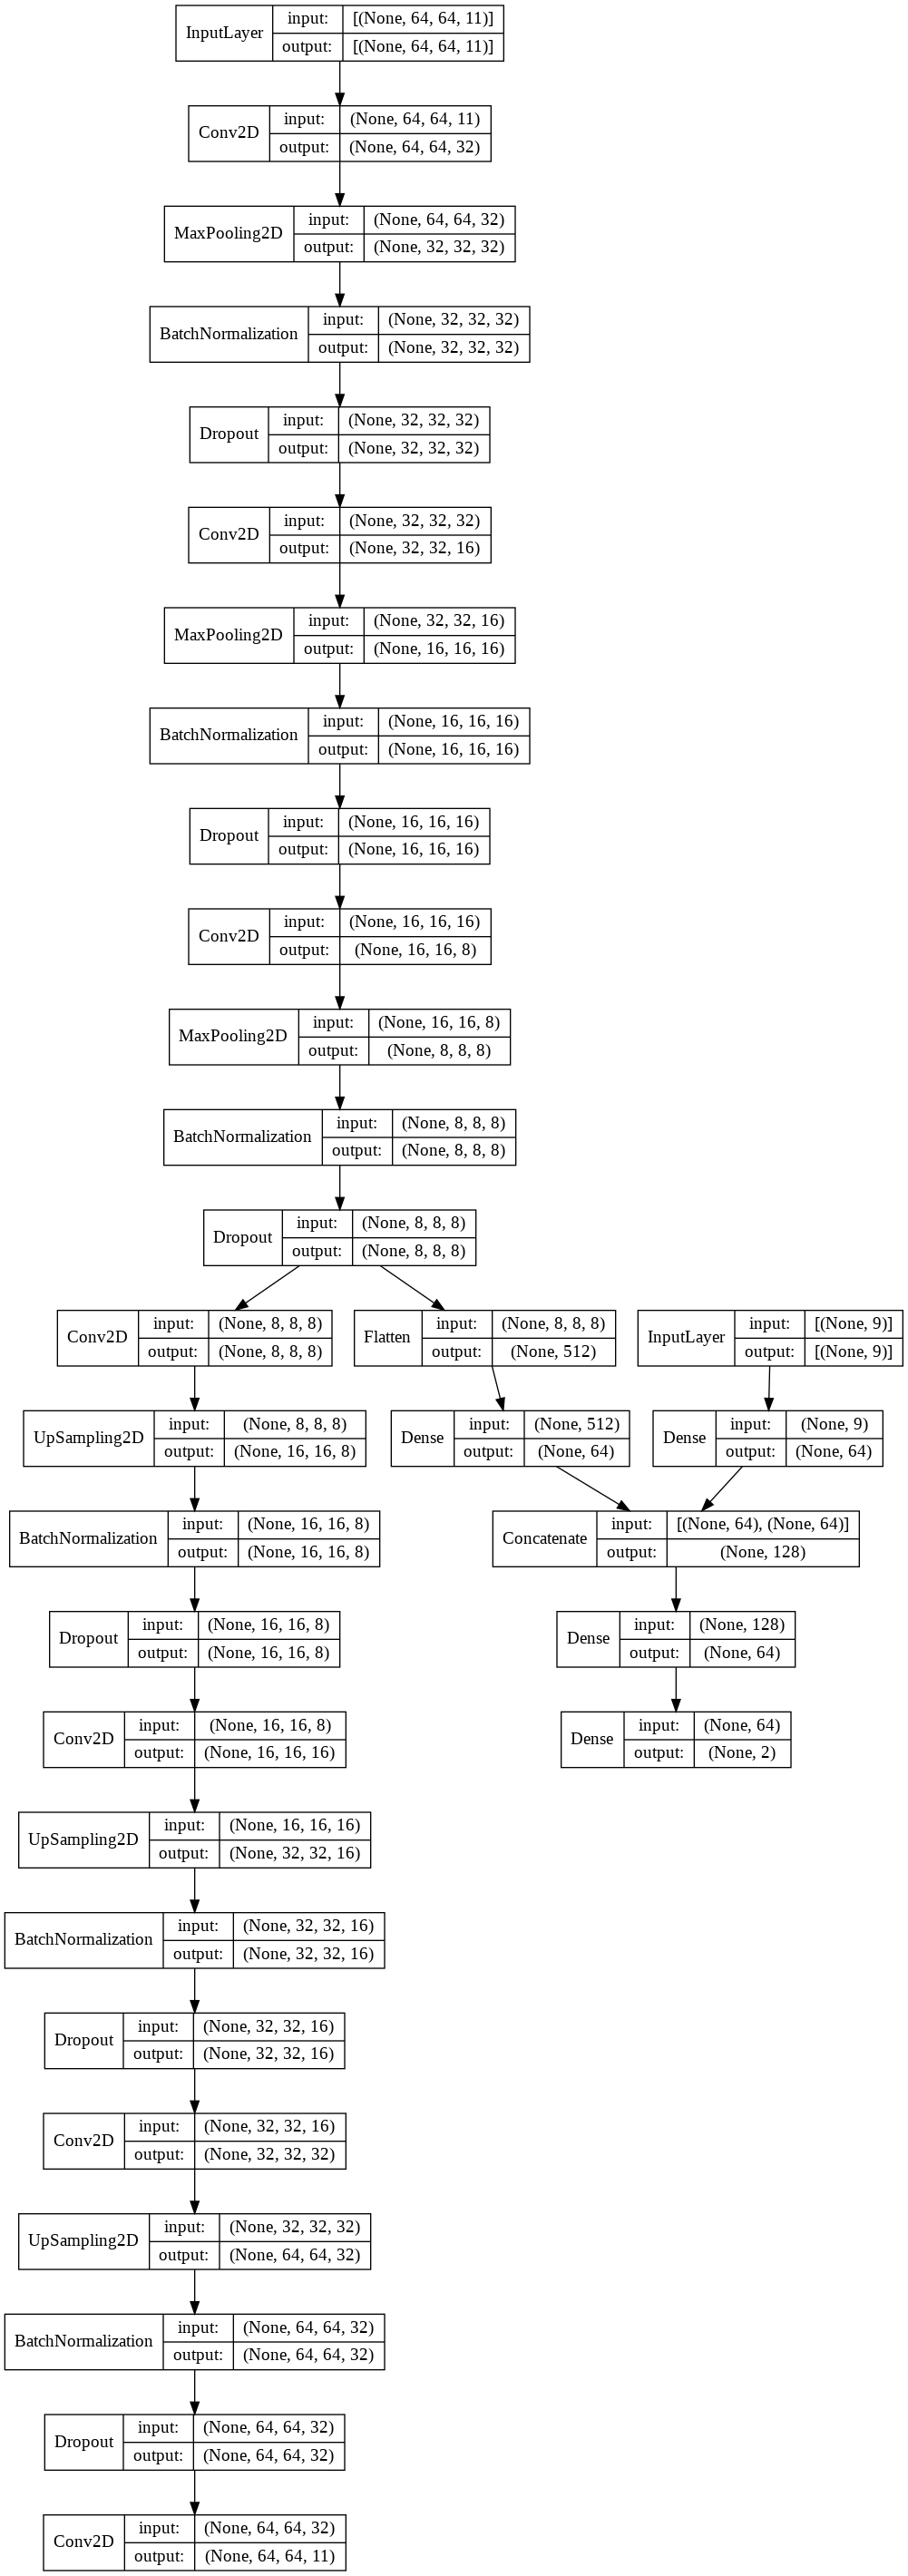 InputLayer
input: [(None, 64, 64, 11)]
output: [(None, 64, 64, 11)]
Conv2D
input: (None, 64, 64, 11)
output: (None, 64, 64, 32)
MaxPooling2D
input: (None, 64, 64, 32)
output: (None, 32, 32, 32)
BatchNormalization
input: (None, 32, 32, 32)
output: (None, 32, 32, 32)
Dropout
input: (None, 32, 32, 32)
output: (None, 32, 32, 32)
Conv2D
input: (None, 32, 32, 32)
output: (None, 32, 32, 16)
MaxPooling2D
input: (None, 32, 32, 16)
output: (None, 16, 16, 16)
BatchNormalization
input: (None, 16, 16, 16)
output: (None, 16, 16, 16)
Dropout
input: (None, 16, 16, 16)
output: (None, 16, 16, 16)
Conv2D
input: (None, 16, 16, 16)
output: (None, 16, 16, 8)
MaxPooling2D
input: (None, 16, 16, 8)
output: (None, 8, 8, 8)
BatchNormalization
input: (None, 8, 8, 8)
output: (None, 8, 8, 8)
Dropout
input: (None, 8, 8, 8)
output: (None, 8, 8, 8)
Conv2D
input: (None, 8, 8, 8)
output: (None, 8, 8, 8)
Flatten
input: (None, 8, 8, 8)
output: (None, 512)
InputLayer
input: [(None, 9)]
output: [(None, 9)]
UpSampling2D
input: (None, 8, 8, 8)
output: (None, 16, 16, 8)
Dense
input: (None, 512)
output: (None, 64)
Dense
input: (None, 9)
output: (None, 64)
BatchNormalization
input: (None, 16, 16, 8)
output: (None, 16, 16, 8)
Concatenate
input: [(None, 64), (None, 64)]
output: (None, 128)
Dropout
input: (None, 16, 16, 8)
output: (None, 16, 16, 8)
Dense
input: (None, 128)
output: (None, 64)
Conv2D
input: (None, 16, 16, 8)
output: (None, 16, 16, 16)
Dense
input: (None, 64)
output: (None, 2)
UpSampling2D
input: (None, 16, 16, 16)
output: (None, 32, 32, 16)
BatchNormalization
input: (None, 32, 32, 16)
output: (None, 32, 32, 16)
Dropout
input: (None, 32, 32, 16)
output: (None, 32, 32, 16)
Conv2D
input: (None, 32, 32, 16)
output: (None, 32, 32, 32)
UpSampling2D
input: (None, 32, 32, 32)
output: (None, 64, 64, 32)
BatchNormalization
input: (None, 64, 64, 32)
output: (None, 64, 64, 32)
Dropout
input: (None, 64, 64, 32)
output: (None, 64, 64, 32)
Conv2D
input: (None, 64, 64, 32)
output: (None, 64, 64, 11)